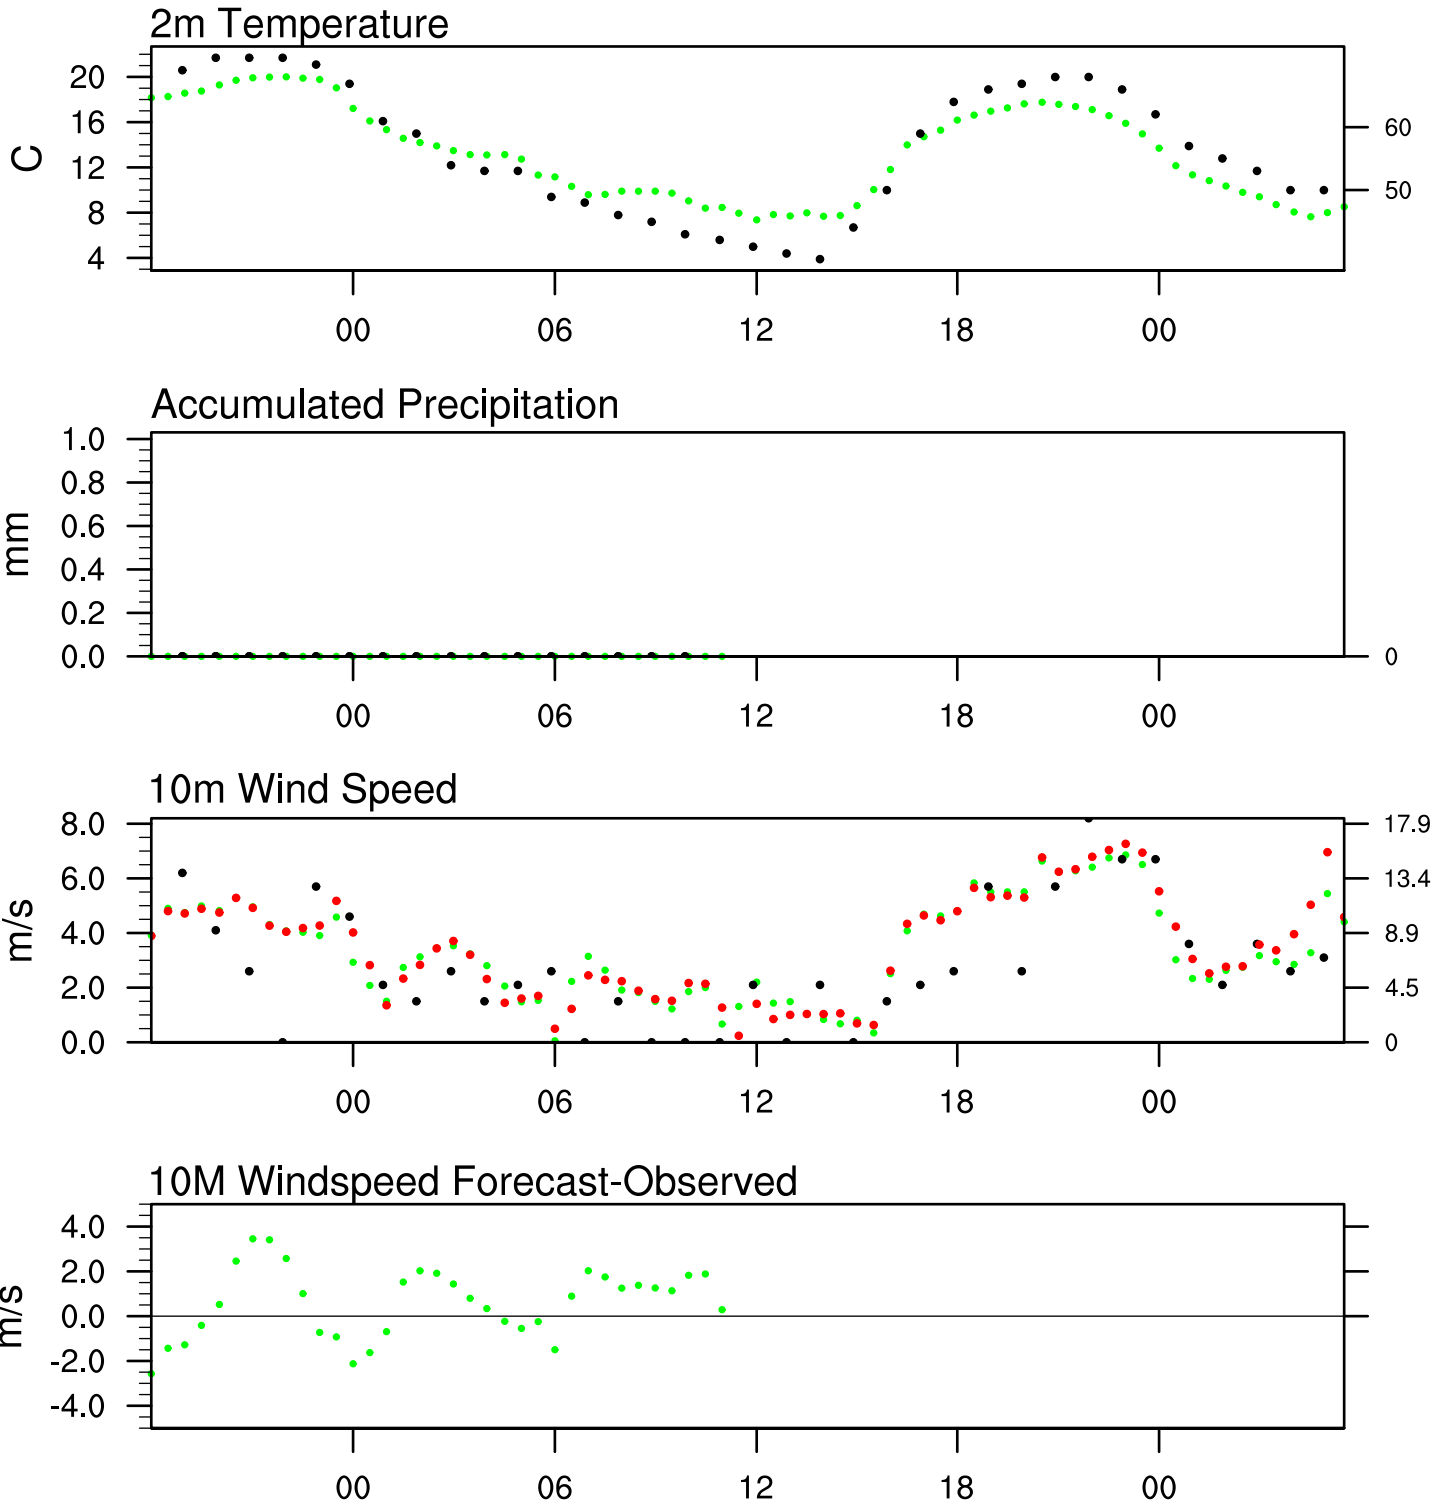 2m Temperature
20
16
12
8
4
C
60
50
00 06 12 18 00
Accumulated Precipitation
1.0
0.8
0.6
0.4
0.2
0.0
mm
0
00 06 12 18 00
10m Wind Speed
8.0
6.0
4.0
2.0
0.0
m/s
17.9
13.4
8.9
4.5
0
00 06 12 18 00
10M Windspeed Forecast-Observed
4.0
2.0
0.0
-2.0
-4.0
m/s
00 06 12 18 00